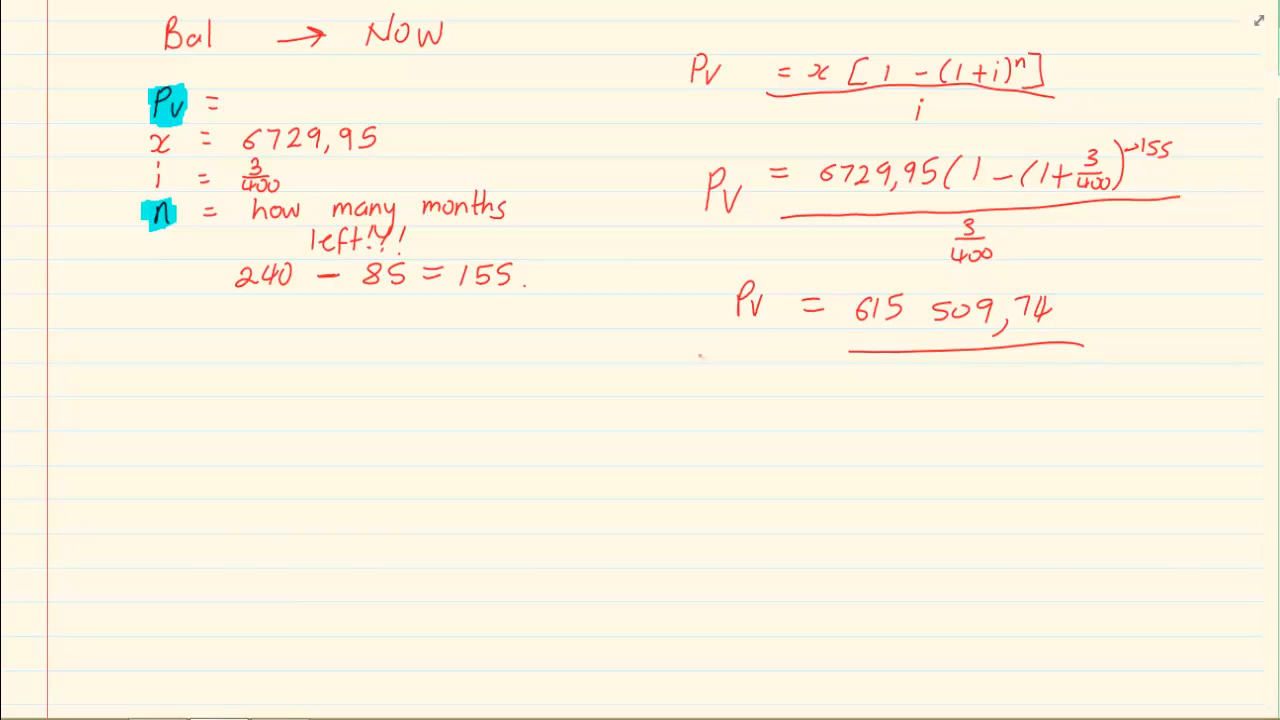 Bal → NOW
Pv =
x = 6729,95
i = 3/400
n = how many months
left!?!
240 - 85 = 155.
Pv = x [ 1 - (1+i)^n ] / i
Pv = 6729,95 ( 1 - (1 + 3/400)^-155 / 3/400
Pv = 615 509,74